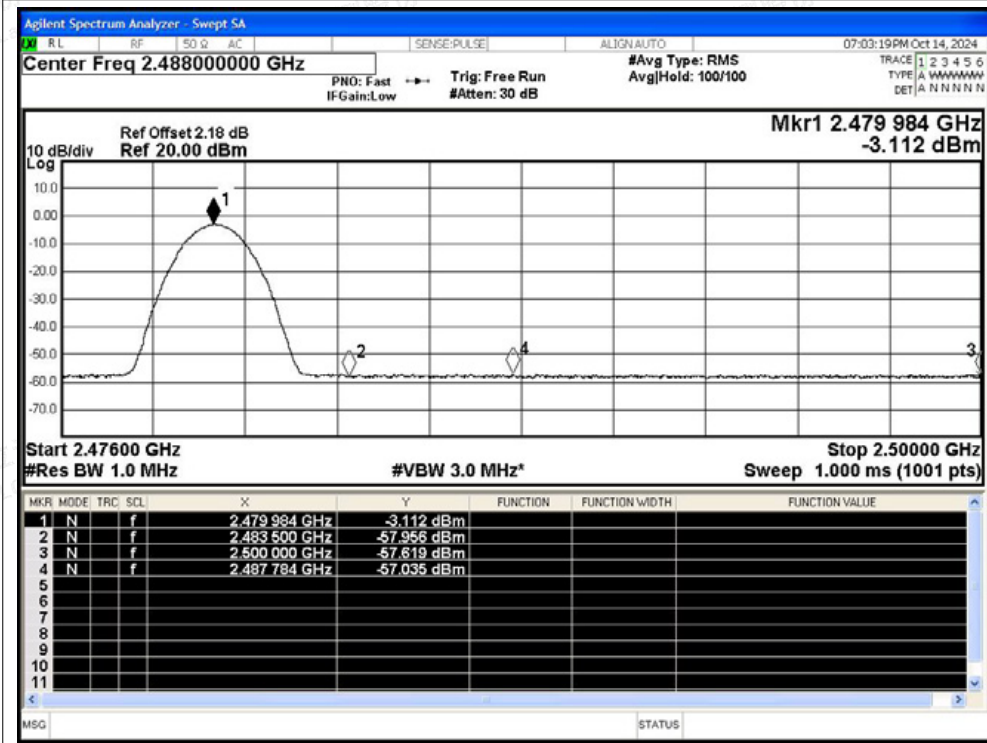 Agilent Spectrum Analyzer - Swept SA
LXI RL RF 50 Ω AC SENSE:PULSE ALIGN AUTO 07:03:19 PM Oct 14, 2024
Center Freq 2.488000000 GHz #Avg Type: RMS TRACE 1 2 3 4 5 6
PNO: Fast Trig: Free Run Avg|Hold: 100/100 TYPE A WWWWW
IFGain:Low #Atten: 30 dB DET A N N N N N
Mkr1 2.479 984 GHz
Ref Offset 2.18 dB
10 dB/div Ref 20.00 dBm -3.112 dBm
Log
10.0
1
0.00
-10.0
-20.0
-30.0
-40.0
-50.0 2 4 3
-60.0
-70.0
Start 2.47600 GHz Stop 2.50000 GHz
#Res BW 1.0 MHz #VBW 3.0 MHz* Sweep 1.000 ms (1001 pts)
MKR MODE TRC SCL X Y FUNCTION FUNCTION WIDTH FUNCTION VALUE
1 N f 2.479 984 GHz -3.112 dBm
2 N f 2.483 500 GHz -57.956 dBm
3 N f 2.500 000 GHz -57.619 dBm
4 N f 2.487 784 GHz -57.035 dBm
5
6
7
8
9
10
11
MSG STATUS